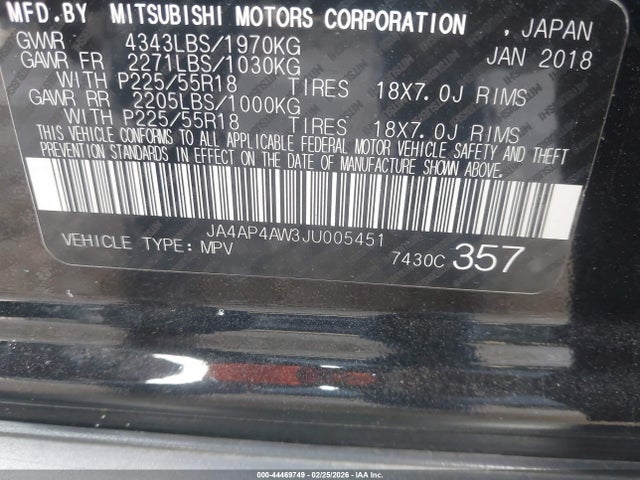 MFD.BY MITSUBISHI MOTORS CORPORATION , JAPAN
GVWR 4343LBS/1970KG JAN 2018
GAWR FR 2271LBS/1030KG
WITH P225/55R18 TIRES 18X7.0J RIMS
GAWR RR 2205LBS/1000KG
WITH P225/55R18 TIRES 18X7.0J RIMS
THIS VEHICLE CONFORMS TO ALL APPLICABLE FEDERAL MOTOR VEHICLE SAFETY AND THEFT
PREVENTION STANDARDS IN EFFECT ON THE DATE OF MANUFACTURE SHOWN ABOVE.
JA4AP4AW3JU005451
VEHICLE TYPE: MPV 7430C 357
000-44469749 - 02/25/2026 - IAA Inc.